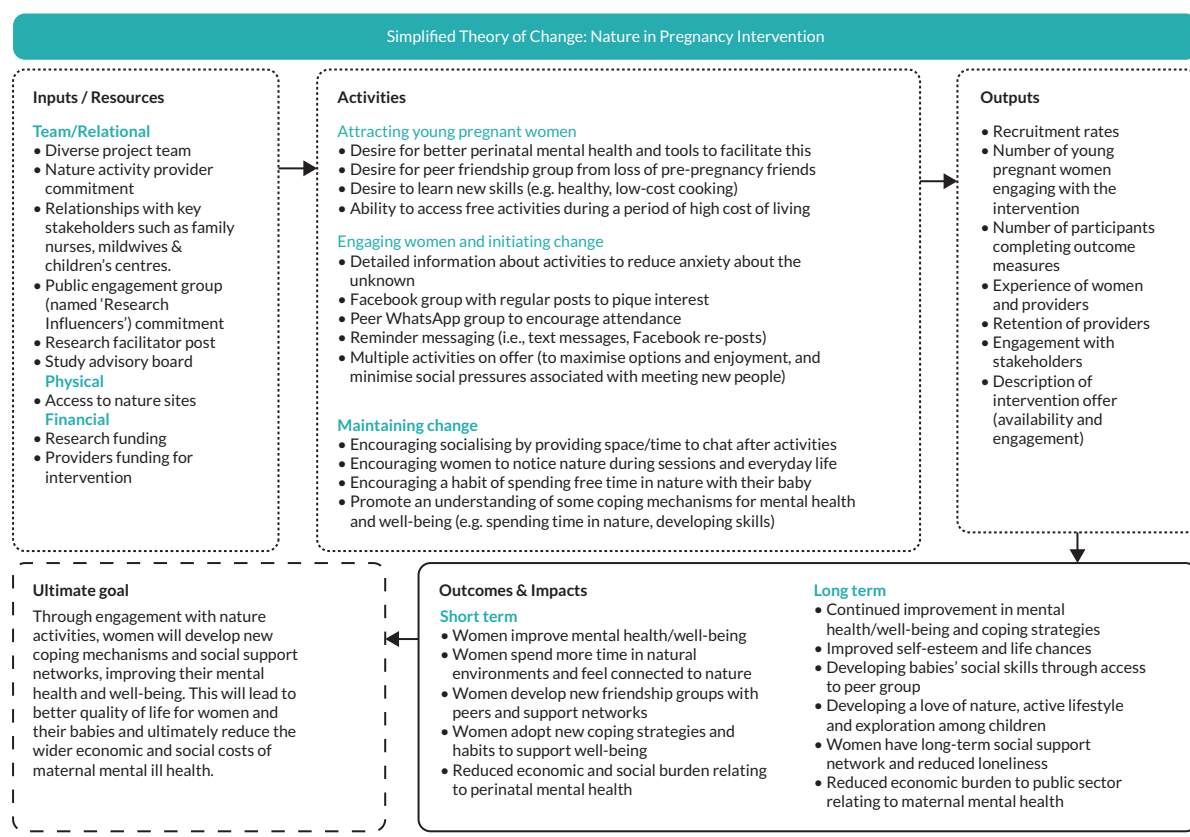 Simplified Theory of Change: Nature in Pregnancy Intervention
Inputs / Resources
Team/Relational
• Diverse project team
• Nature activity provider
commitment
• Relationships with key
stakeholders such as family
nurses, mildwives &
children's centres.
• Public engagement group
(named ‘Research
Influencers’) commitment
• Research facilitator post
• Study advisory board
Physical
• Access to nature sites
Financial
• Research funding
• Providers funding for
intervention
Activities
Attracting young pregnant women
• Desire for better perinatal mental health and tools to facilitate this
• Desire for peer friendship group from loss of pre-pregnancy friends
• Desire to learn new skills (e.g. healthy, low-cost cooking)
• Ability to access free activities during a period of high cost of living
Engaging women and initiating change
• Detailed information about activities to reduce anxiety about the
unknown
• Facebook group with regular posts to pique interest
• Peer WhatsApp group to encourage attendance
• Reminder messaging (i.e., text messages, Facebook re-posts)
• Multiple activities on offer (to maximise options and enjoyment, and
minimise social pressures associated with meeting new people)
Maintaining change
• Encouraging socialising by providing space/time to chat after activities
• Encouraging women to notice nature during sessions and everyday life
• Encouraging a habit of spending free time in nature with their baby
• Promote an understanding of some coping mechanisms for mental health
and well-being (e.g. spending time in nature, developing skills)
Outputs
• Recruitment rates
• Number of young
pregnant women
engaging with the
intervention
• Number of participants
completing outcome
measures
• Experience of women
and providers
• Retention of providers
• Engagement with
stakeholders
• Description of
intervention offer
(availability and
engagement)
Outcomes & Impacts
Short term
• Women improve mental health/well-being
• Women spend more time in natural
environments and feel connected to nature
• Women develop new friendship groups with
peers and support networks
• Women adopt new coping strategies and
habits to support well-being
• Reduced economic and social burden relating
to perinatal mental health
Long term
• Continued improvement in mental
health/well-being and coping strategies
• Improved self-esteem and life chances
• Developing babies’ social skills through access
to peer group
• Developing a love of nature, active lifestyle
and exploration among children
• Women have long-term social support
network and reduced loneliness
• Reduced economic burden to public sector
relating to maternal mental health
Ultimate goal
Through engagement with nature
activities, women will develop new
coping mechanisms and social support
networks, improving their mental
health and well-being. This will lead to
better quality of life for women and
their babies and ultimately reduce the
wider economic and social costs of
maternal mental ill health.